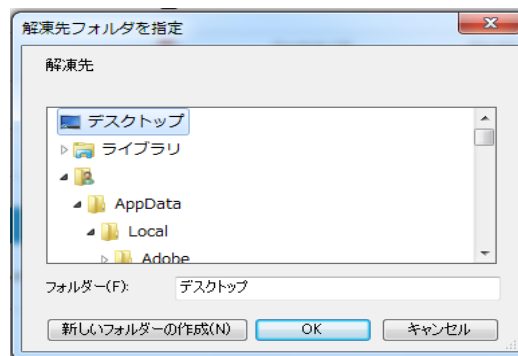 解凍先フォルダを指定
解凍先
デスクトップ
ライブラリ
AppData
Local
Adobe
フォルダー(F): デスクトップ
新しいフォルダーの作成(N) OK キャンセル